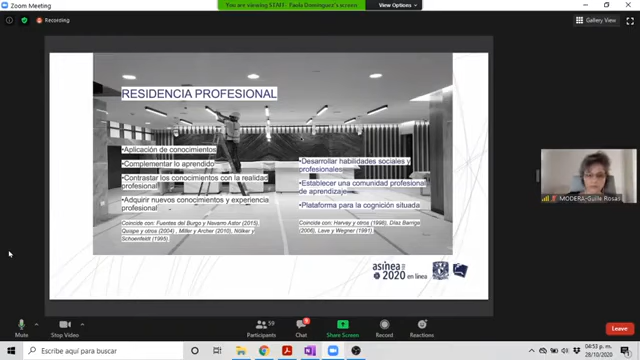 Zoom Meeting
You are viewing STAFF: Paula Dominguez's screen
View Options
Recording
Gallery View
RESIDENCIA PROFESIONAL
•Aplicación de conocimientos
•Complementar lo aprendido
•Contrastar los conocimientos con la realidad
profesional
•Adquirir nuevos conocimientos y experiencia
profesional
Coincide con: Fuentes del Burgo y Navarro Astor (2015),
Quispe y otros (2004) , Miller y Archer (2010), Nölker y
Schoenfeldt (1995).
•Desarrollar habilidades sociales y
profesionales
•Establecer una comunidad profesional
de aprendizaje
•Plataforma para la cognición situada
Coincide con: Harvey y otros (1998), Díaz Barriga
(2006), Lave y Wegner (1991).
asinea
2020 en línea
MODERA-Guille Rosas
Mute
Stop Video
Participants
59
Chat
Share Screen
Record
Reactions
Leave
Escribe aquí para buscar
04:53 p. m.
28/10/2020